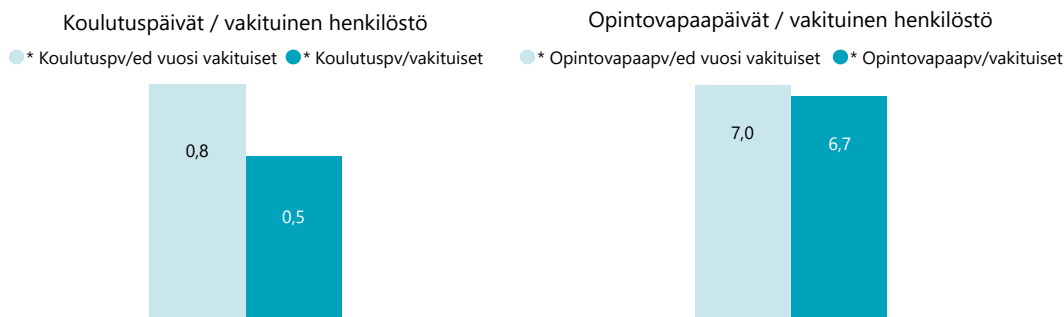 Koulutuspäivät / vakituinen henkilöstö
* Koulutuspv/ed vuosi vakituiset * Koulutuspv/vakituiset
0,8
0,5
Opintovapaapäivät / vakituinen henkilöstö
* Opintovapaapv/ed vuosi vakituiset * Opintovapaapv/vakituiset
7,0
6,7